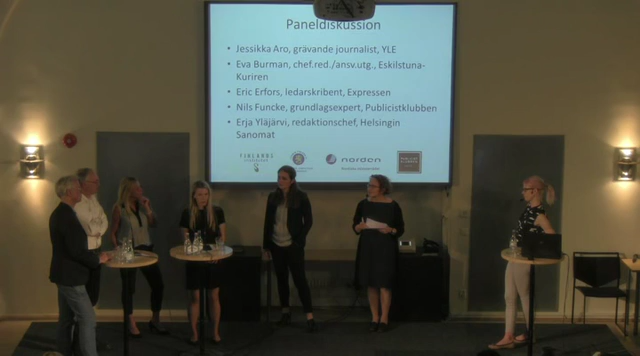 Paneldiskussion
• Jessikka Aro, grävande journalist, YLE
• Eva Burman, chef.red./ansv.utg., Eskilstuna-
Kuriren
• Eric Erfors, ledarskribent, Expressen
• Nils Funcke, grundlagsexpert, Publicistklubben
• Erja Yläjärvi, redaktionschef, Helsingin
Sanomat
FINLANDS
norden